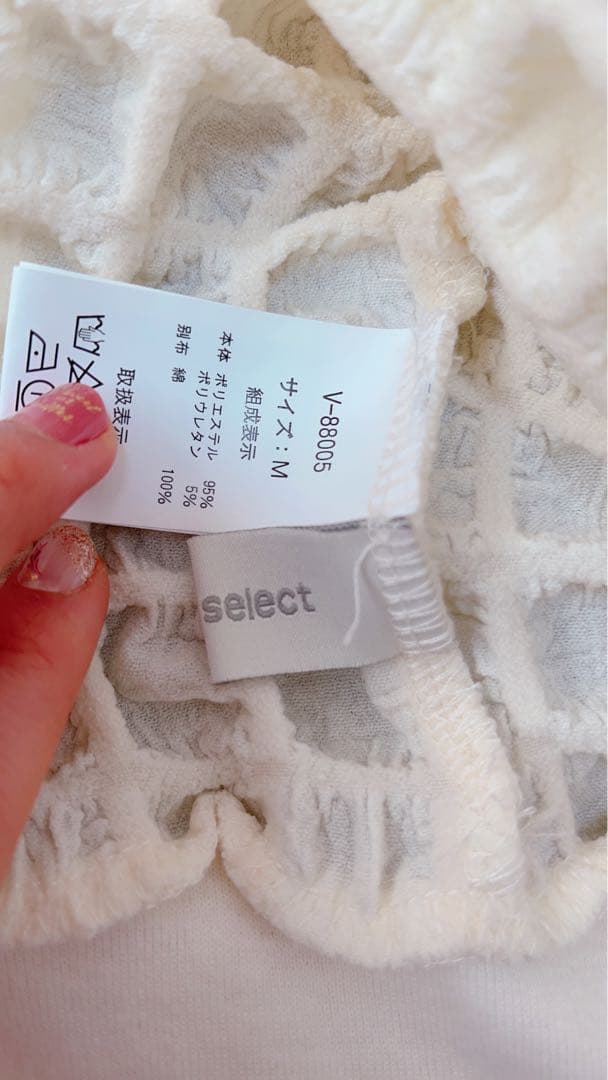 V-88005
サイズ：M
組成表示
本体 ポリエステル 95%
ポリウレタン 5%
別布 綿 100%
取扱表示
select